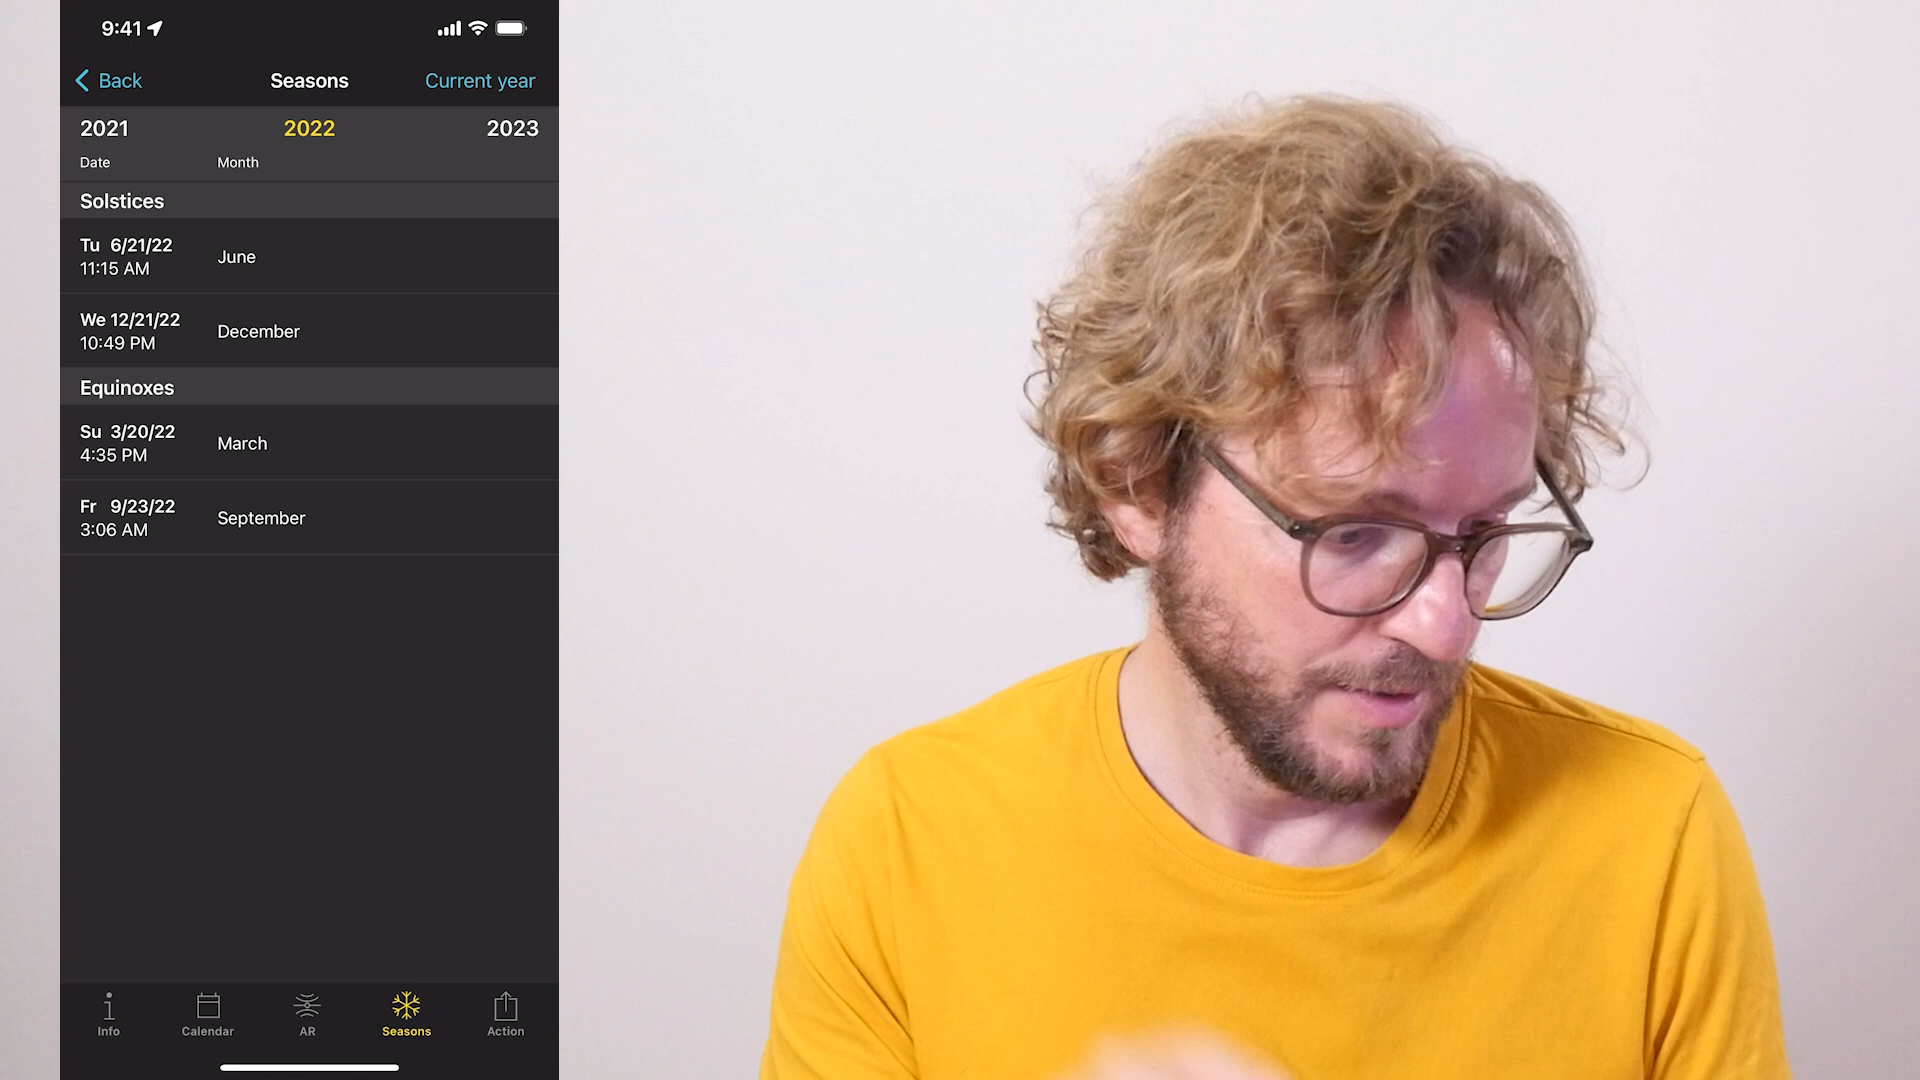 9:41
Back Seasons Current year
2021 2022 2023
Date Month
Solstices
Tu 6/21/22
11:15 AM
June
We 12/21/22
10:49 PM
December
Equinoxes
Su 3/20/22
4:35 PM
March
Fr 9/23/22
3:06 AM
September
Info Calendar AR Seasons Action